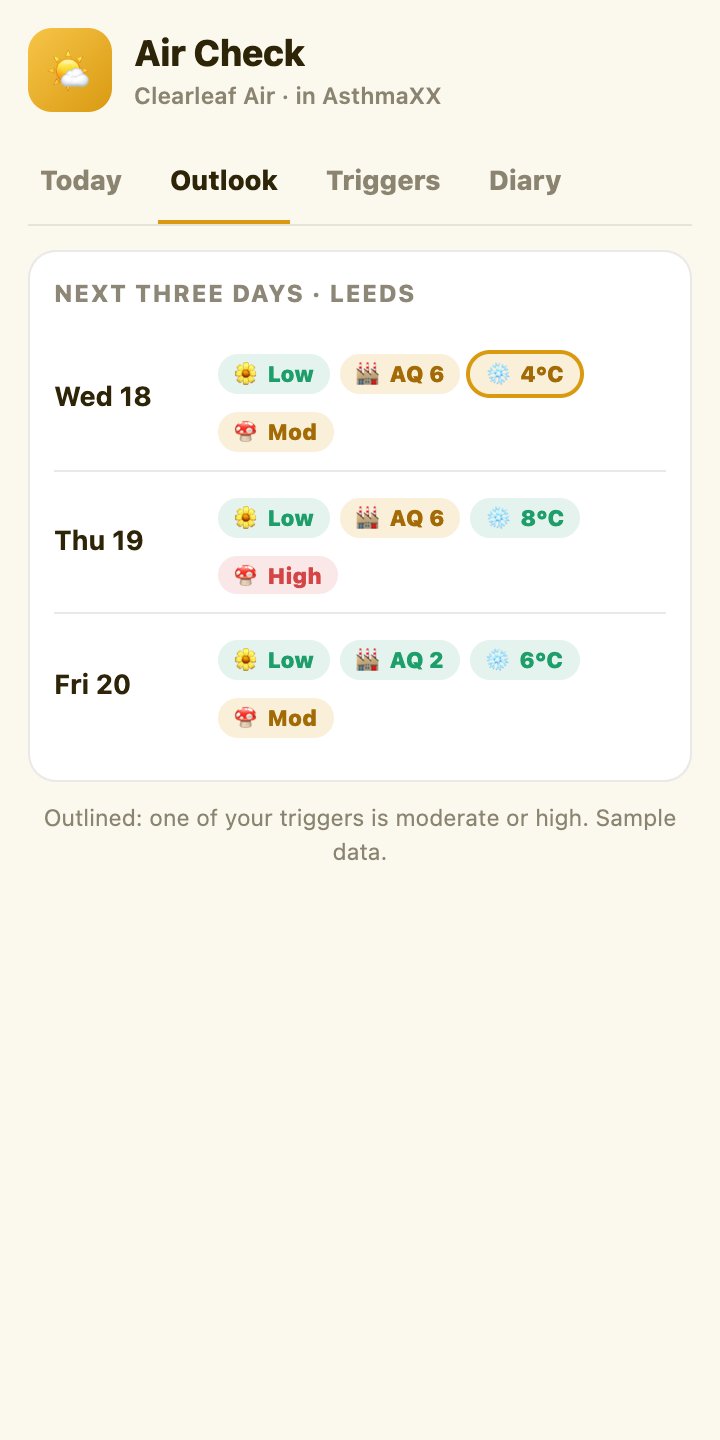 Air Check
Clearleaf Air · in AsthmaXX
Today Outlook Triggers Diary
NEXT THREE DAYS · LEEDS
Wed 18
Low AQ 6 4°C
Mod
Thu 19
Low AQ 6 8°C
High
Fri 20
Low AQ 2 6°C
Mod
Outlined: one of your triggers is moderate or high. Sample
data.